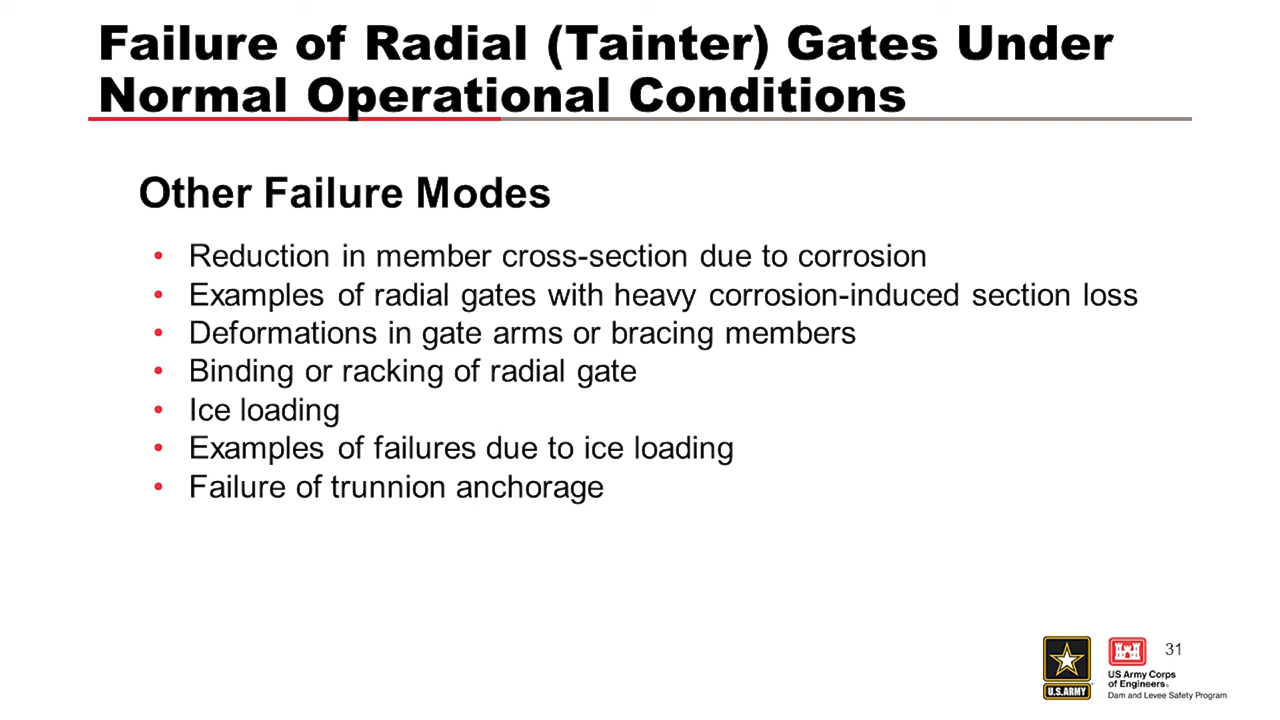 Failure of Radial (Tainter) Gates Under
Normal Operational Conditions
Other Failure Modes
• Reduction in member cross-section due to corrosion
• Examples of radial gates with heavy corrosion-induced section loss
• Deformations in gate arms or bracing members
• Binding or racking of radial gate
• Ice loading
• Examples of failures due to ice loading
• Failure of trunnion anchorage
31
U.S.ARMY
US Army Corps
of Engineers®
Dam and Levee Safety Program